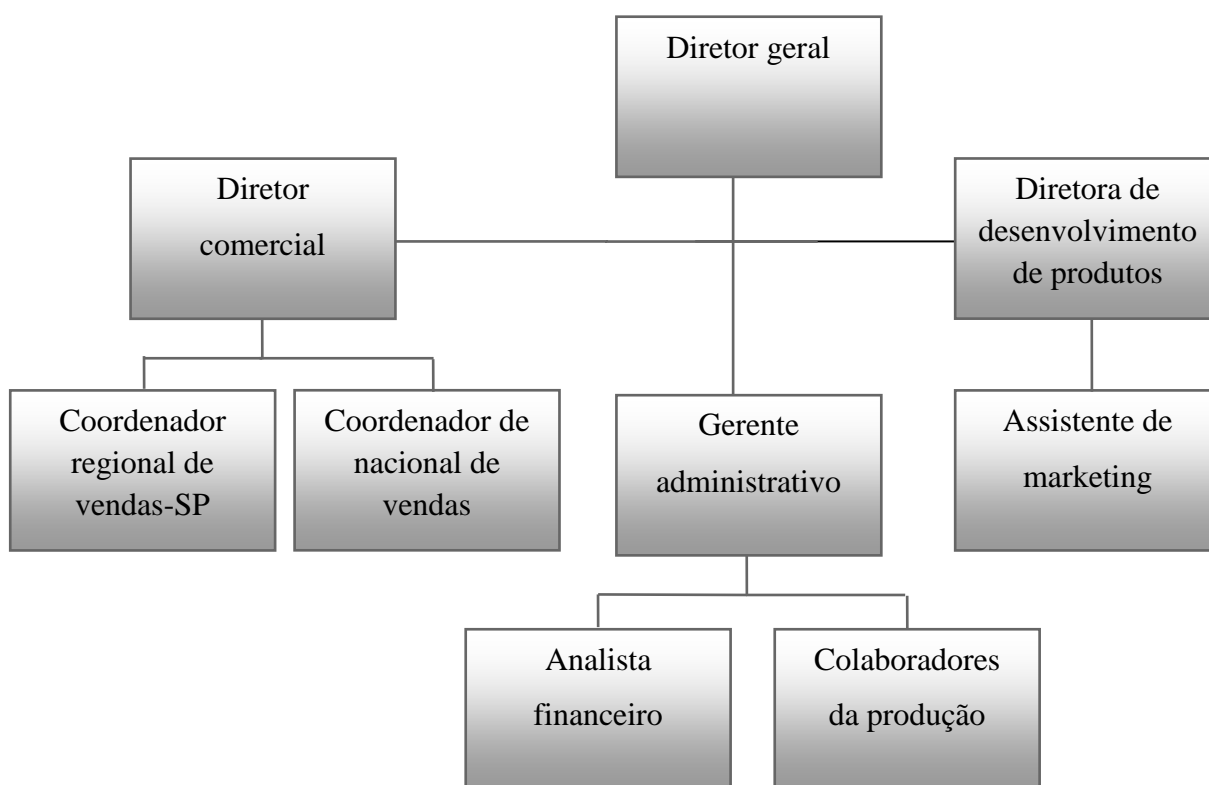 Diretor geral
Diretor
comercial
Diretora de
desenvolvimento
de produtos
Coordenador
regional de
vendas-SP
Coordenador de
nacional de
vendas
Gerente
administrativo
Assistente de
marketing
Analista
financeiro
Colaboradores
da produção